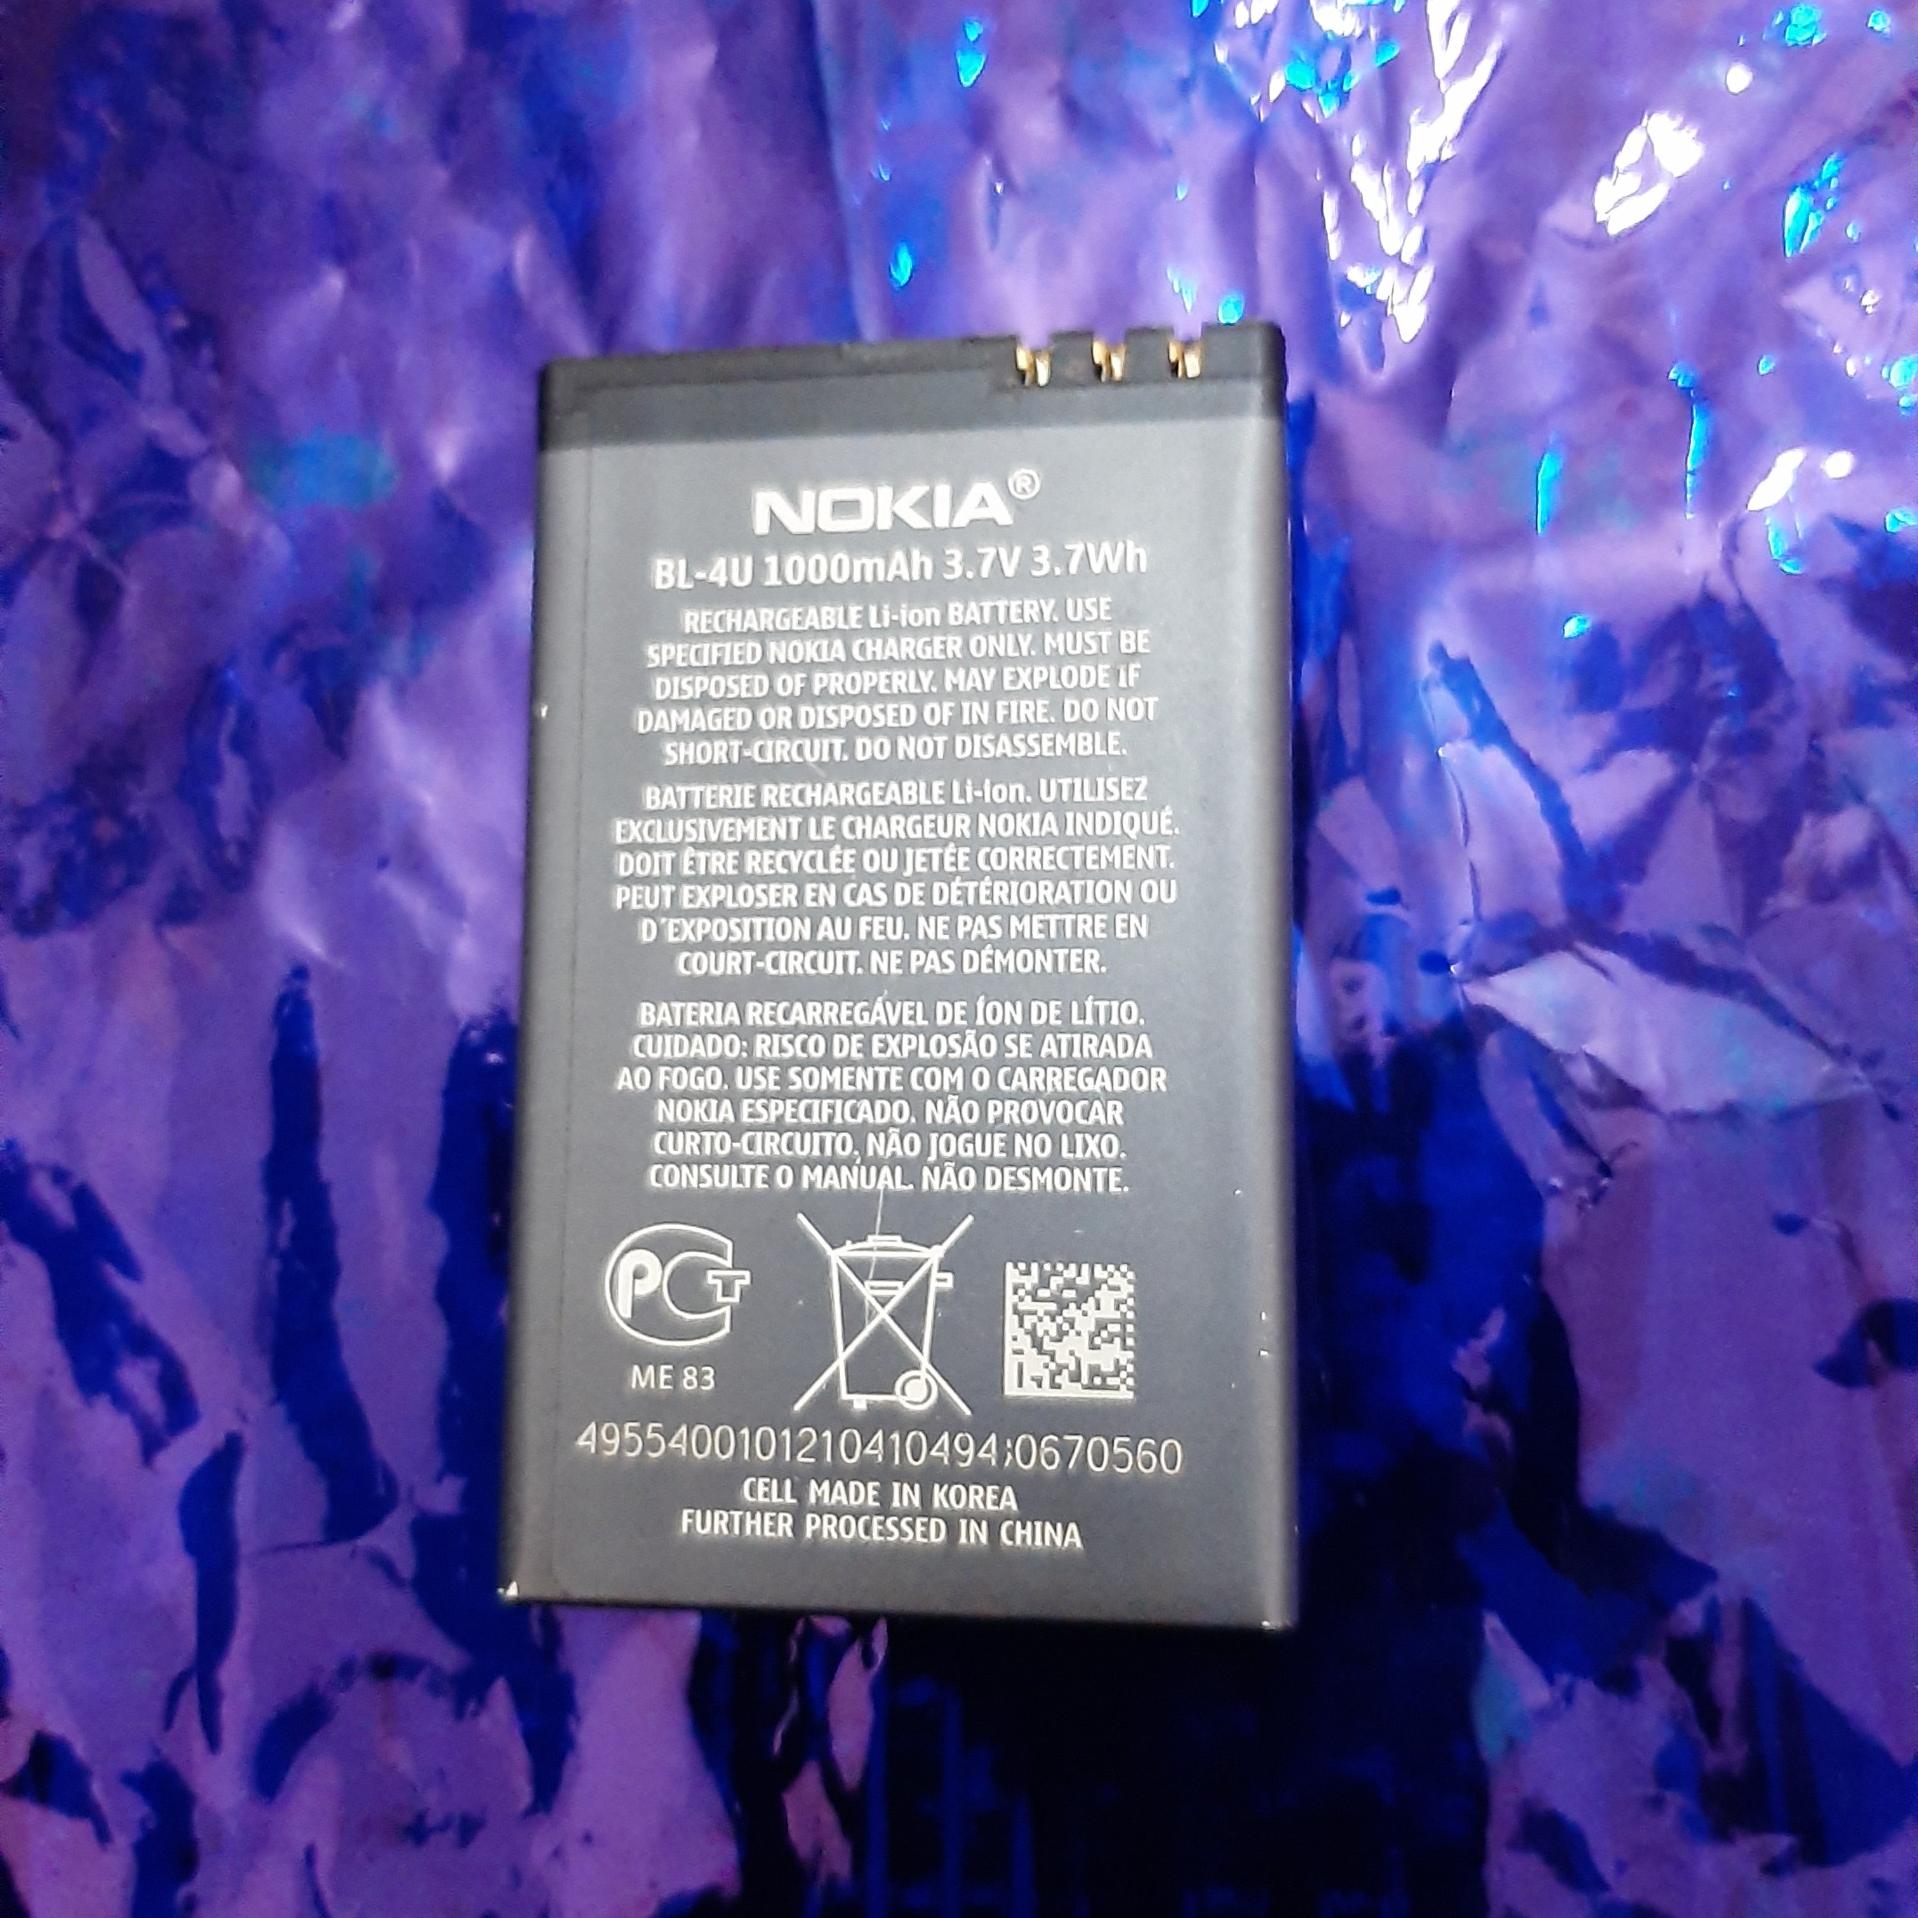 NOKIA®
BL-4U 1000mAh 3.7V 3.7Wh
RECHARGEABLE Li-ion BATTERY. USE
SPECIFIED NOKIA CHARGER ONLY. MUST BE
DISPOSED OF PROPERLY. MAY EXPLODE IF
DAMAGED OR DISPOSED OF IN FIRE. DO NOT
SHORT-CIRCUIT. DO NOT DISASSEMBLE.
BATTERIE RECHARGEABLE Li-Ion. UTILISEZ
EXCLUSIVEMENT LE CHARGEUR NOKIA INDIQUÉ.
DOIT ÊTRE RECYCLÉE OU JETÉE CORRECTEMENT.
PEUT EXPLOSER EN CAS DE DÉTÉRIORATION OU
D'EXPOSITION AU FEU. NE PAS METTRE EN
COURT-CIRCUIT. NE PAS DÉMONTER.
BATERIA RECARREGÁVEL DE ÍON DE LÍTIO.
CUIDADO: RISCO DE EXPLOSÃO SE ATIRADA
AO FOGO. USE SOMENTE COM O CARREGADOR
NOKIA ESPECIFICADO. NÃO PROVOCAR
CURTO-CIRCUITO, NÃO JOGUE NO LIXO.
CONSULTE O MANUAL. NÃO DESMONTE.
РСТ
ME 83
4955400101210410494;0670560
CELL MADE IN KOREA
FURTHER PROCESSED IN CHINA